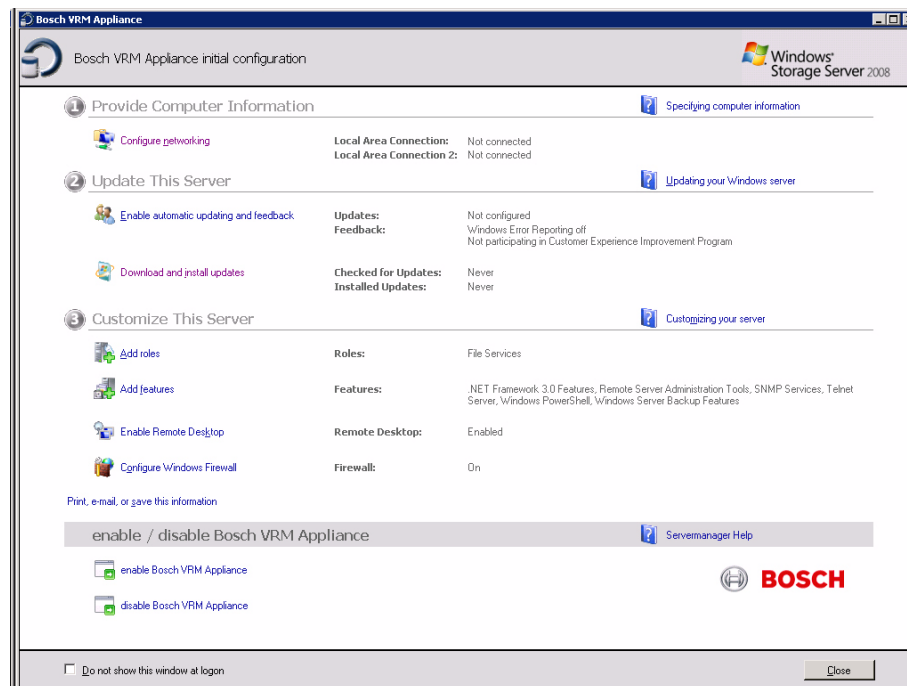 Bosch VRM Appliance
Bosch VRM Appliance initial configuration
Windows
Storage Server 2008
1 Provide Computer Information
Specifying computer information
Configure networking
Local Area Connection: Not connected
Local Area Connection 2: Not connected
2 Update This Server
Updating your Windows server
Enable automatic updating and feedback
Updates: Not configured
Feedback: Windows Error Reporting off
Not participating in Customer Experience Improvement Program
Download and install updates
Checked for Updates: Never
Installed Updates: Never
3 Customize This Server
Customizing your server
Add roles
Roles: File Services
Add features
Features: .NET Framework 3.0 Features, Remote Server Administration Tools, SNMP Services, Telnet
Server, Windows PowerShell, Windows Server Backup Features
Enable Remote Desktop
Remote Desktop: Enabled
Configure Windows Firewall
Firewall: On
Print, e-mail, or save this information
enable / disable Bosch VRM Appliance
Servermanager Help
enable Bosch VRM Appliance
BOSCH
disable Bosch VRM Appliance
Do not show this window at logon
Close